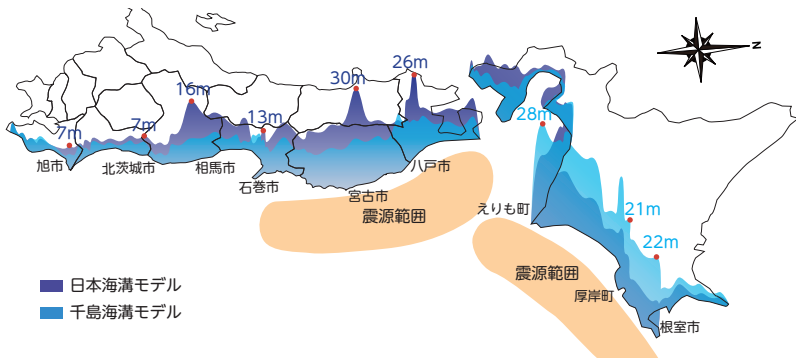 N
26m
30m
16m
13m
28m
7m
7m
旭市
北茨城市
相馬市
石巻市
宮古市
八戸市
震源範囲
えりも町
21m
22m
震源範囲
厚岸町
根室市
日本海溝モデル
千島海溝モデル